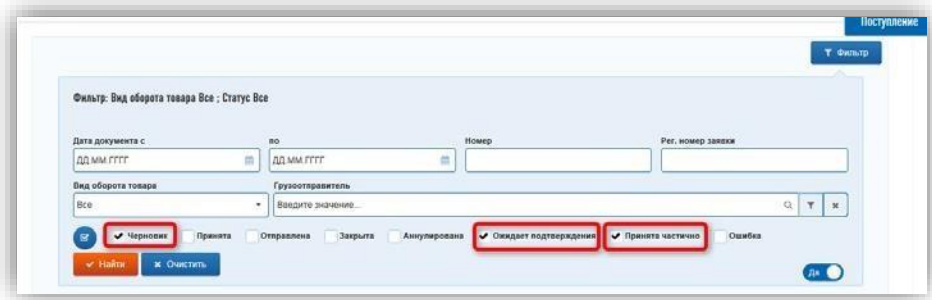 Поступление
Фильтр
Фильтр: Вид оборота товара Все ; Статус Все
Дата документа с по Номер Рег. номер заявки
ДД.ММ.ГГГГ ДД.ММ.ГГГГ
Вид оборота товара Грузоотправитель
Все Введите значение...
Черновик Принята Отправлена Закрыта Аннулирована Ожидает подтверждения Принята частично Ошибка
Найти Очистить Да